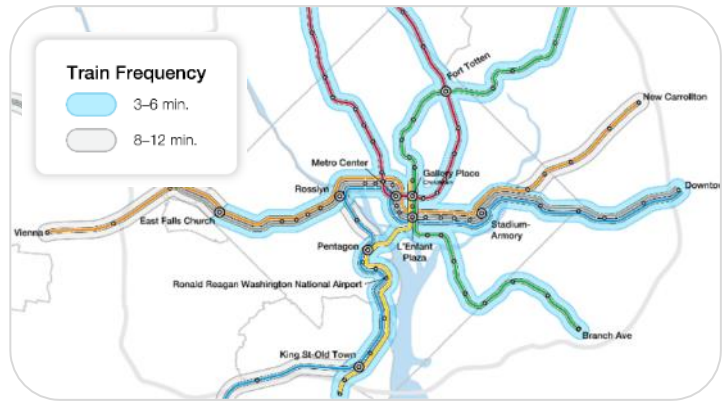 Train Frequency
3–6 min.
8–12 min.
Fort Totten
New Carrollton
Metro Center
Gallery Place
Rosslyn
Downtow
East Falls Church
Vienna
Stadium-
Armory
Pentagon
L'Enfant
Plaza
Ronald Reagan Washington National Airport
Branch Ave
King St-Old Town